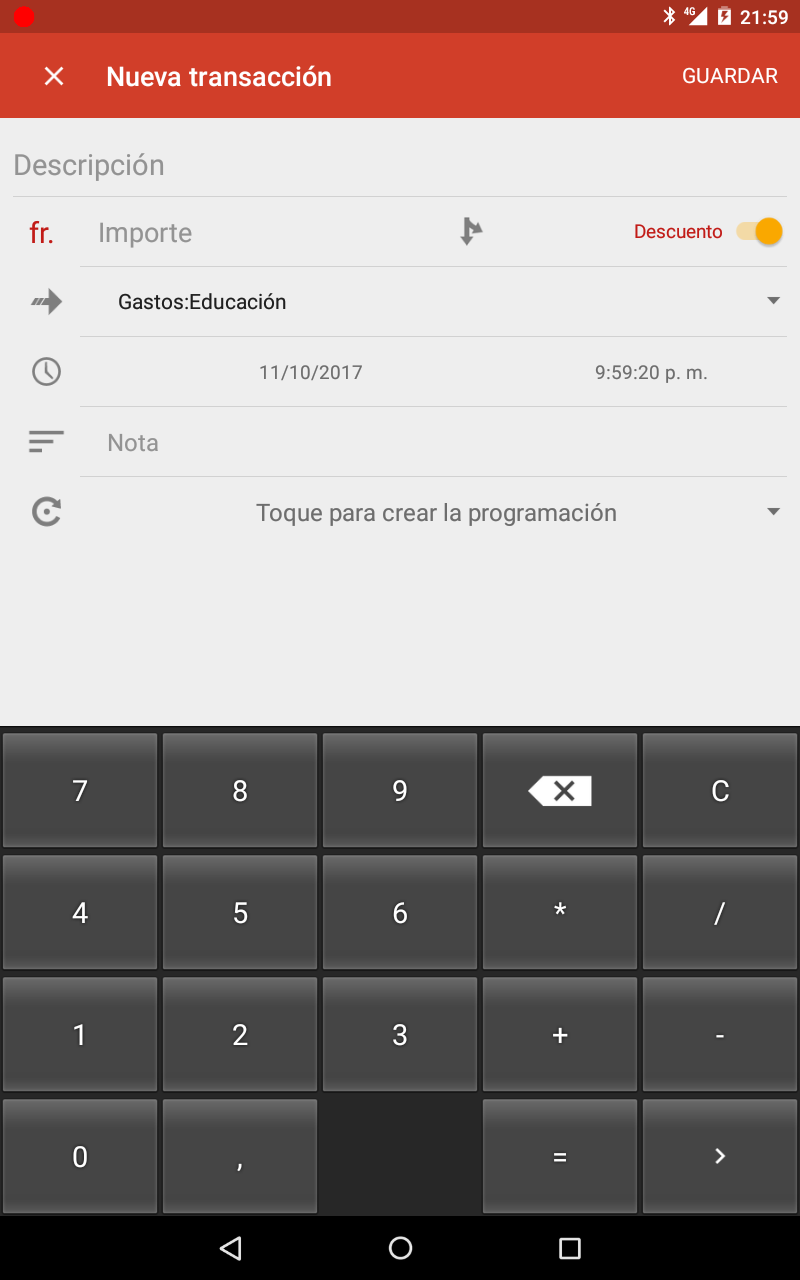 4G 21:59
Nueva transacción GUARDAR
Descripción
fr. Importe Descuento
Gastos:Educación
11/10/2017 9:59:20 p. m.
Nota
Toque para crear la programación
7 8 9 C
4 5 6 * /
1 2 3 + -
0 , =